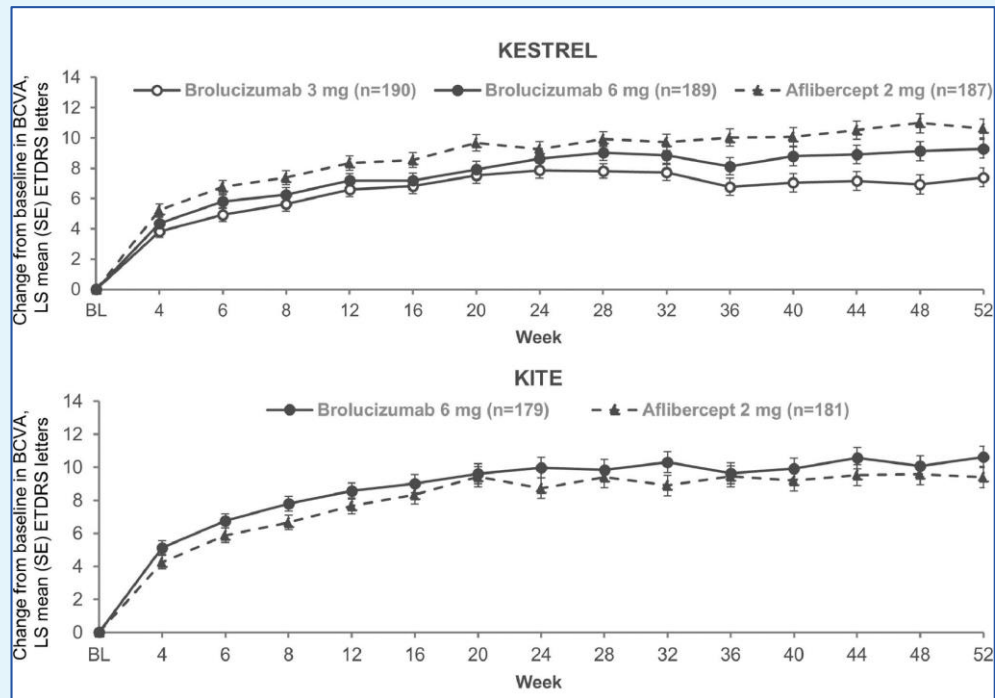 KESTREL
Brolucizumab 3 mg (n=190) Brolucizumab 6 mg (n=189) Aflibercept 2 mg (n=187)
Change from baseline in BCVA,
LS mean (SE) ETDRS letters
14
12
10
8
6
4
2
0
BL 4 6 8 12 16 20 24 28 32 36 40 44 48 52
Week
KITE
Brolucizumab 6 mg (n=179) Aflibercept 2 mg (n=181)
Change from baseline in BCVA,
LS mean (SE) ETDRS letters
14
12
10
8
6
4
2
0
BL 4 6 8 12 16 20 24 28 32 36 40 44 48 52
Week